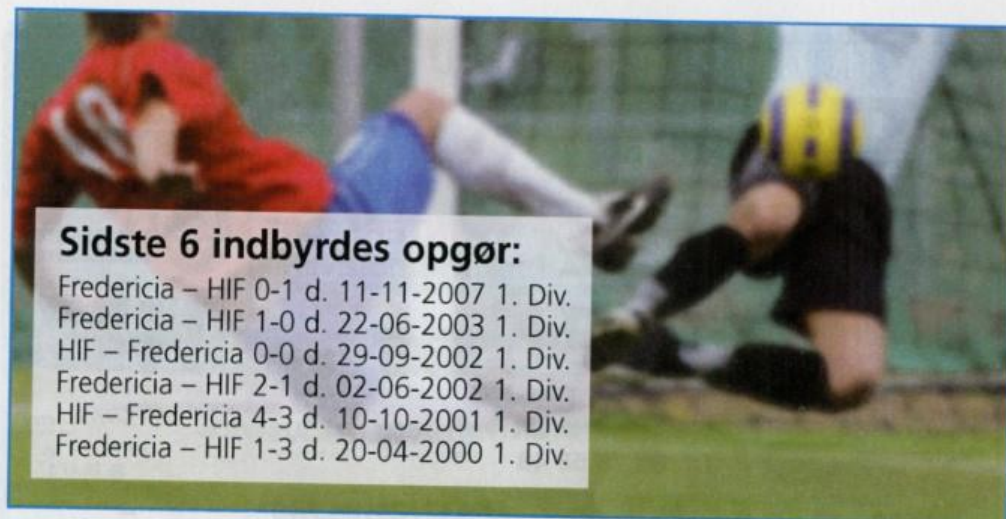 Sidste 6 indbyrdes opgør:
Fredericia – HIF 0-1 d. 11-11-2007 1. Div.
Fredericia – HIF 1-0 d. 22-06-2003 1. Div.
HIF – Fredericia 0-0 d. 29-09-2002 1. Div.
Fredericia – HIF 2-1 d. 02-06-2002 1. Div.
HIF – Fredericia 4-3 d. 10-10-2001 1. Div.
Fredericia – HIF 1-3 d. 20-04-2000 1. Div.
10